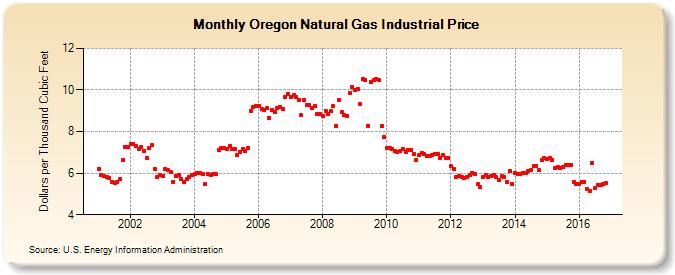 Monthly Oregon Natural Gas Industrial Price
Dollars per Thousand Cubic Feet
12
10
8
6
4
2002 2004 2006 2008 2010 2012 2014 2016
Source: U.S. Energy Information Administration